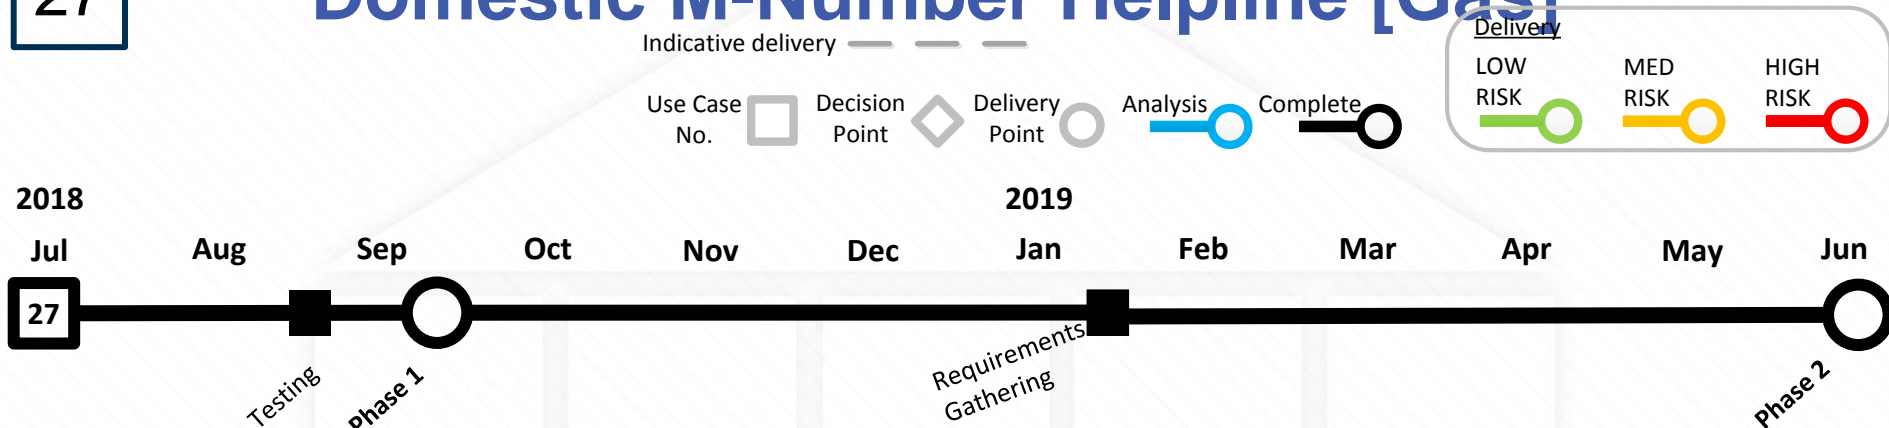 27
Domestic M-Number Helpline [Gas]
Indicative delivery
Delivery
LOW RISK
MED RISK
HIGH RISK
Use Case No.
Decision Point
Delivery Point
Analysis
Complete
2018
2019
Jul Aug Sep Oct Nov Dec Jan Feb Mar Apr May Jun
27
Testing
Phase 1
Requirements
Gathering
Phase 2